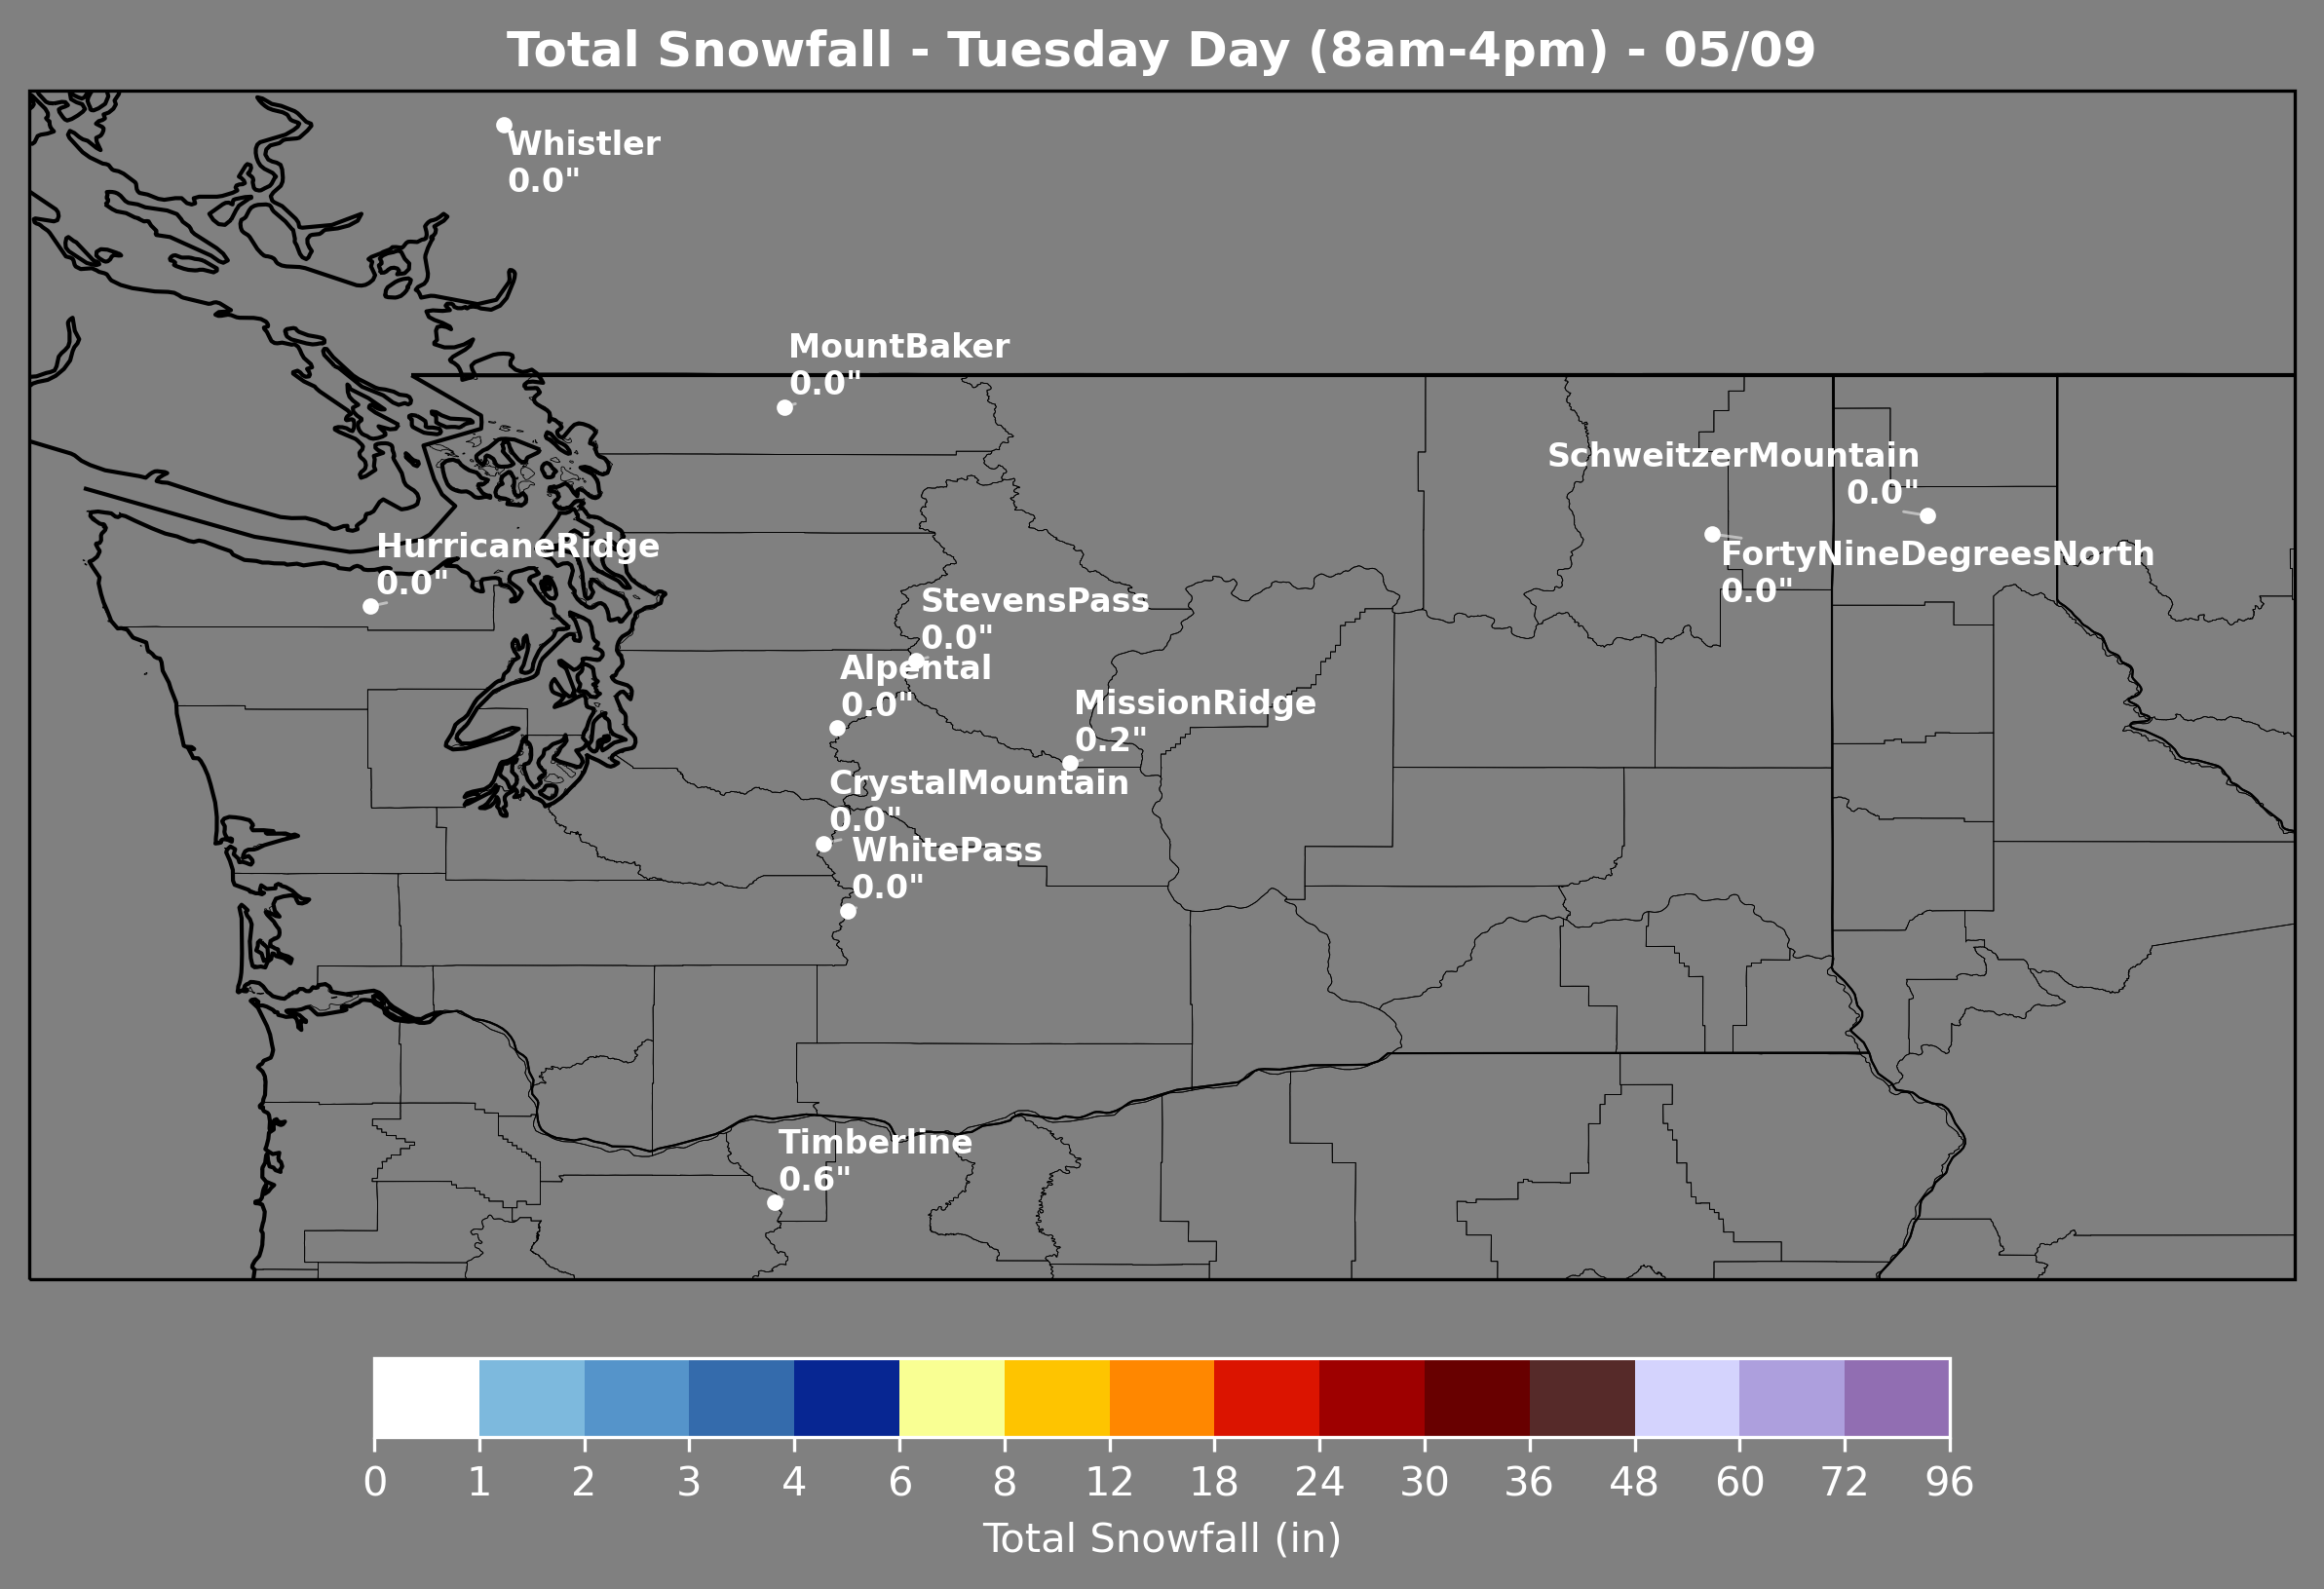 Total Snowfall - Tuesday Day (8am-4pm) - 05/09
Whistler
0.0"
MountBaker
0.0"
SchweitzerMountain
0.0"
HurricaneRidge
0.0"
FortyNineDegreesNorth
0.0"
StevensPass
0.0"
Alpental
0.0"
MissionRidge
0.2"
CrystalMountain
0.0"
WhitePass
0.0"
Timberline
0.6"
0 1 2 3 4 6 8 12 18 24 30 36 48 60 72 96
Total Snowfall (in)